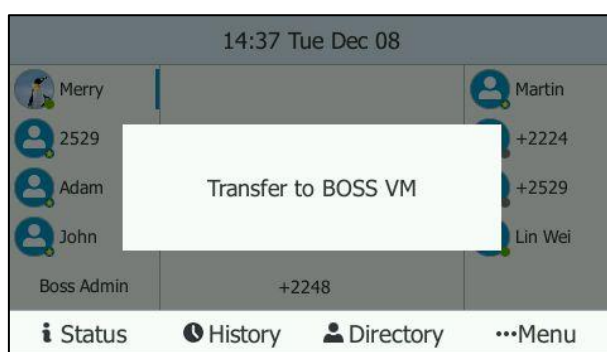 14:37 Tue Dec 08
Merry
Martin
2529
+2224
Adam
Transfer to BOSS VM
+2529
John
Lin Wei
Boss Admin
+2248
Status
History
Directory
Menu